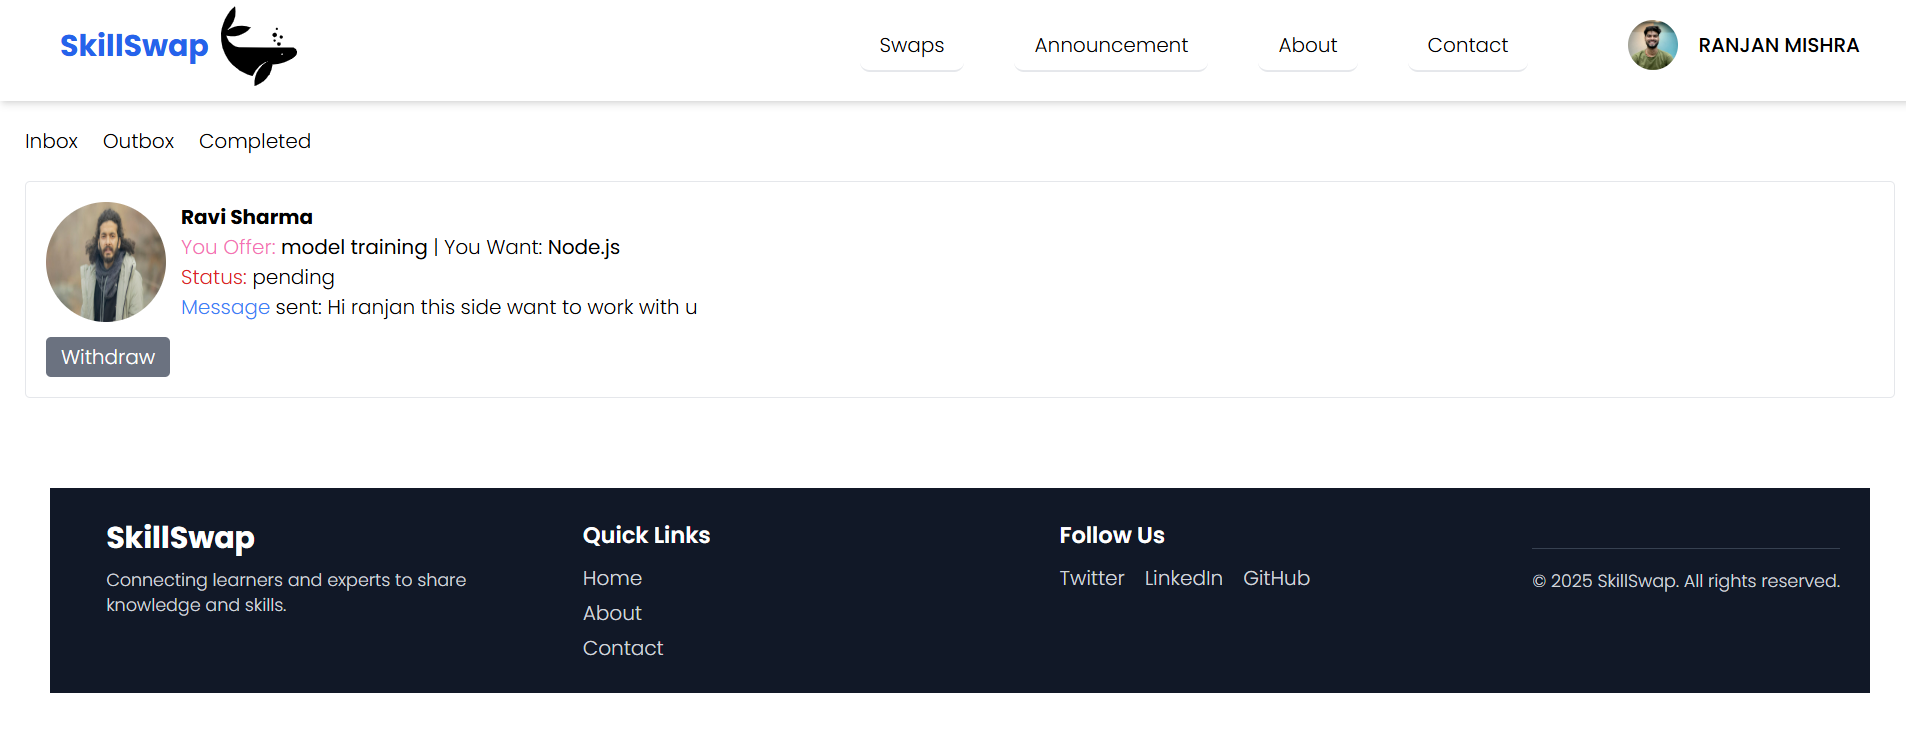 SkillSwap
Swaps Announcement About Contact RANJAN MISHRA
Inbox Outbox Completed
Ravi Sharma
You Offer: model training | You Want: Node.js
Status: pending
Message sent: Hi ranjan this side want to work with u
Withdraw
SkillSwap
Connecting learners and experts to share
knowledge and skills.
Quick Links
Home
About
Contact
Follow Us
Twitter LinkedIn GitHub
© 2025 SkillSwap. All rights reserved.